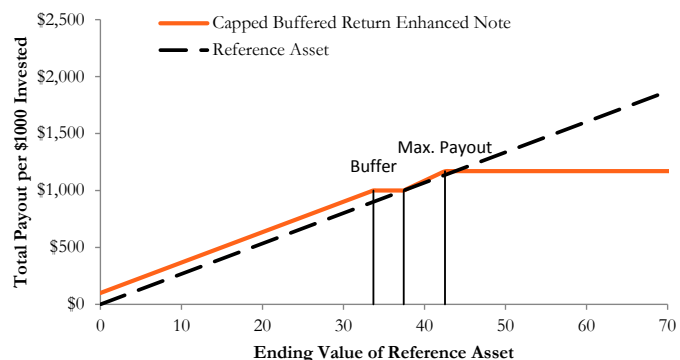 Capped Buffered Return Enhanced Note
Reference Asset
Total Payout per $1000 Invested
$2,500
$2,000
$1,500
$1,000
$500
$0
Buffer
Max. Payout
0 10 20 30 40 50 60 70
Ending Value of Reference Asset